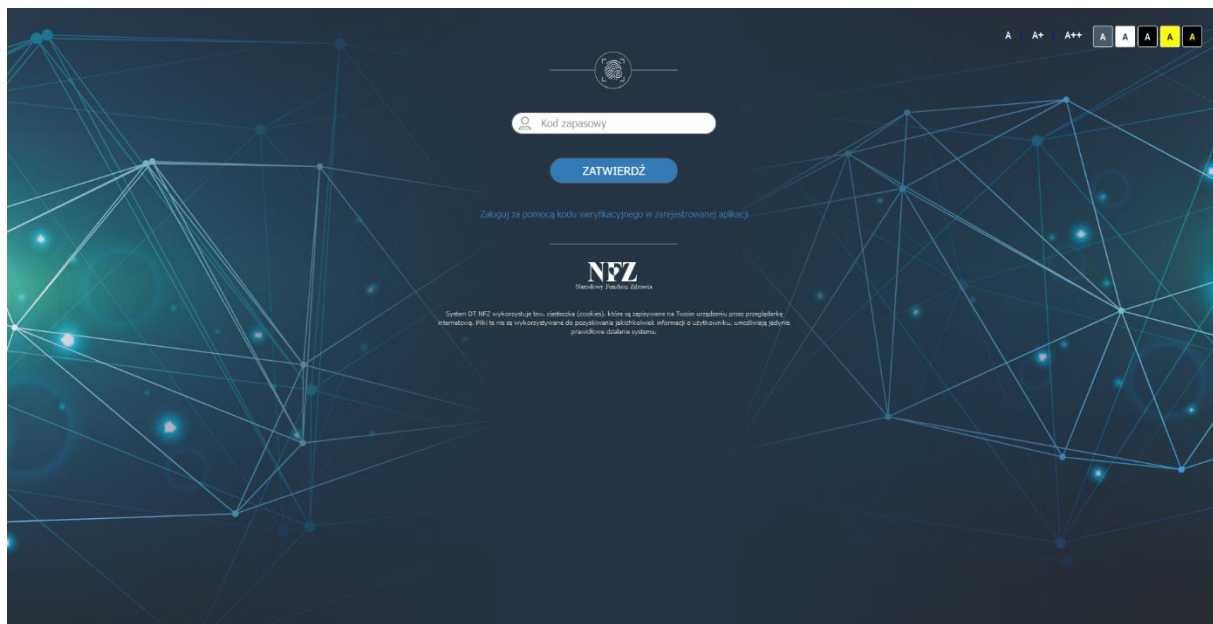 A | A+ | A++ A A A A A
Kod zapasowy
ZATWIERDŹ
Zaloguj za pomocą kodu weryfikacyjnego w zarejestrowanej aplikacji
NFZ
Narodowy Fundusz Zdrowia
System DT NFZ wykorzystuje tzw. ciasteczka (cookies), które są zapisywane na Twoim urządzeniu przez przeglądarkę
internetową. Pliki te nie są wykorzystywane do pozyskiwania jakichkolwiek informacji o użytkowniku, umożliwiają jedynie
prawidłowe działanie systemu.